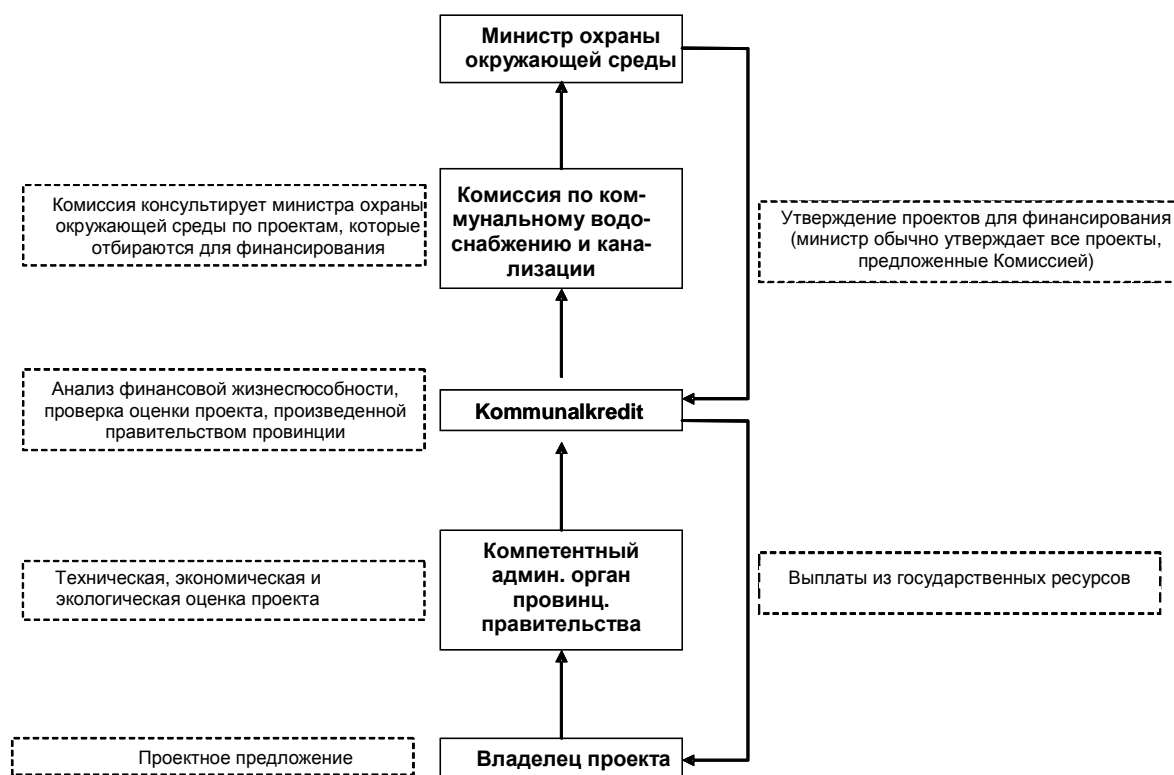 Министр охраны
окружающей среды
Комиссия консультирует министра охраны
окружающей среды по проектам, которые
отбираются для финансирования
Комиссия по ком-
мунальному водо-
снабжению и кана-
лизации
Утверждение проектов для финансирования
(министр обычно утверждает все проекты,
предложенные Комиссией)
Анализ финансовой жизнеспособности,
проверка оценки проекта, произведенной
правительством провинции
Kommunalkredit
Техническая, экономическая и
экологическая оценка проекта
Компетентный
админ. орган
провинц.
правительства
Выплаты из государственных ресурсов
Проектное предложение
Владелец проекта